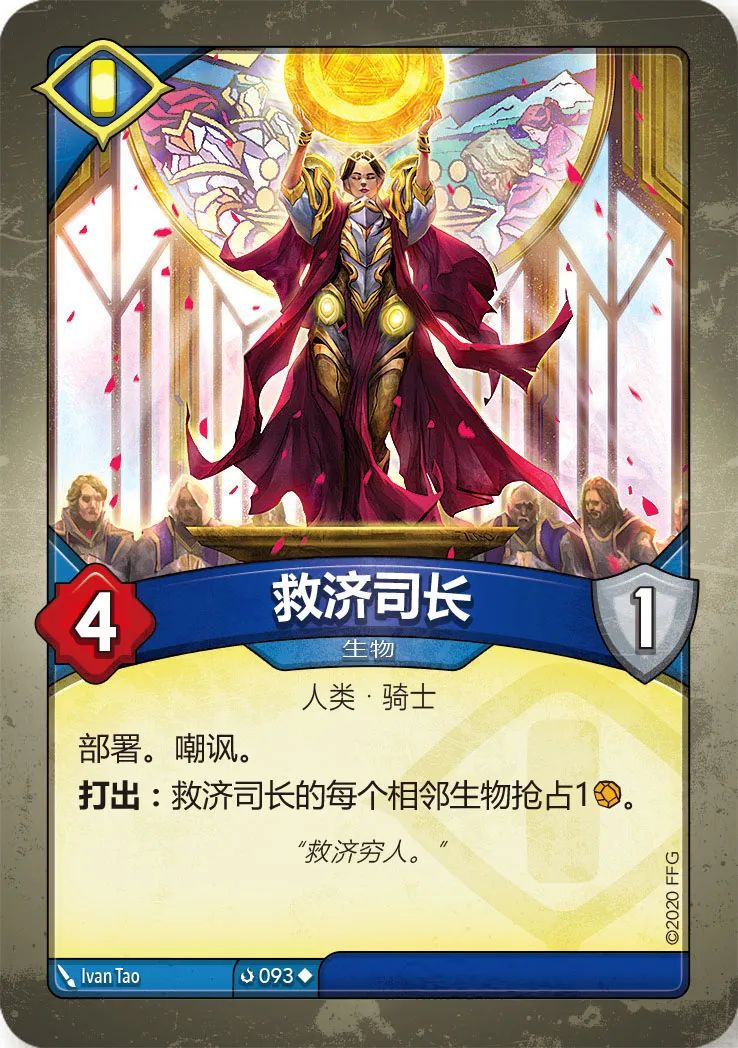 救济司长
4
1
生物
人类 · 骑士
部署。嘲讽。
打出：救济司长的每个相邻生物抢占1。
“救济穷人。”
©2020 FFG
Ivan Tao
093